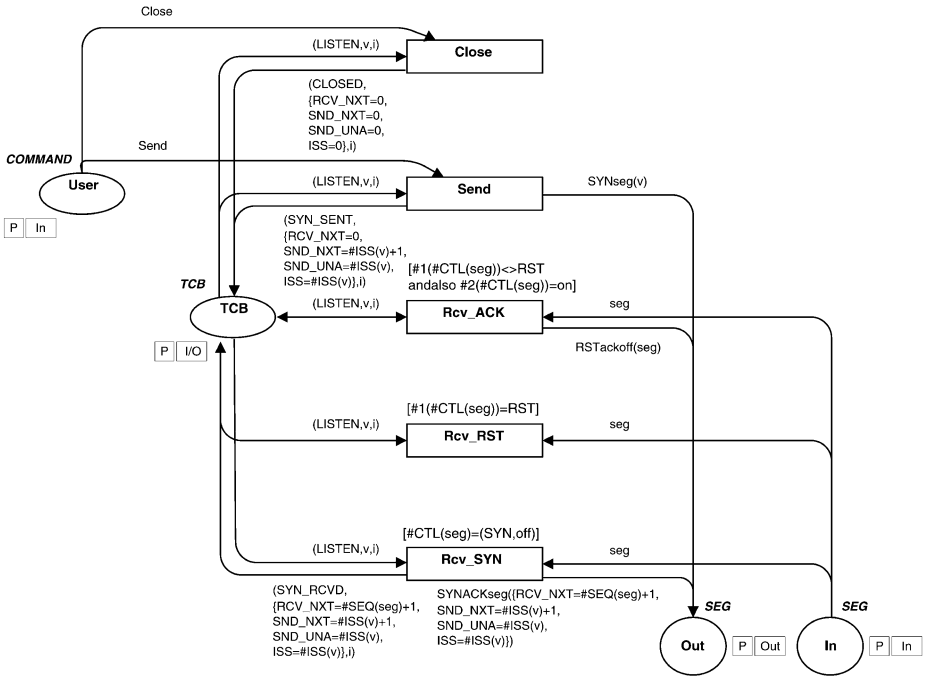 Close
(LISTEN,v,i)
Close
(CLOSED,
{RCV_NXT=0,
SND_NXT=0,
SND_UNA=0,
ISS=0},i)
COMMAND
Send
User
(LISTEN,v,i)
Send
SYNseg(v)
P In
(SYN_SENT,
{RCV_NXT=0,
SND_NXT=#ISS(v)+1,
SND_UNA=#ISS(v),
ISS=#ISS(v)},i)
[#1(#CTL(seg))<>RST
andalso #2(#CTL(seg))=on]
TCB
TCB
(LISTEN,v,i)
Rcv_ACK
seg
P I/O
RSTackoff(seg)
[#1(#CTL(seg))=RST]
(LISTEN,v,i)
Rcv_RST
seg
[#CTL(seg)=(SYN,off)]
(LISTEN,v,i)
Rcv_SYN
seg
(SYN_RCVD,
{RCV_NXT=#SEQ(seg)+1,
SND_NXT=#ISS(v)+1,
SND_UNA=#ISS(v),
ISS=#ISS(v)},i)
SYNACKseg({RCV_NXT=#SEQ(seg)+1,
SND_NXT=#ISS(v)+1,
SND_UNA=#ISS(v),
ISS=#ISS(v)})
SEG
SEG
Out
P Out
In
P In